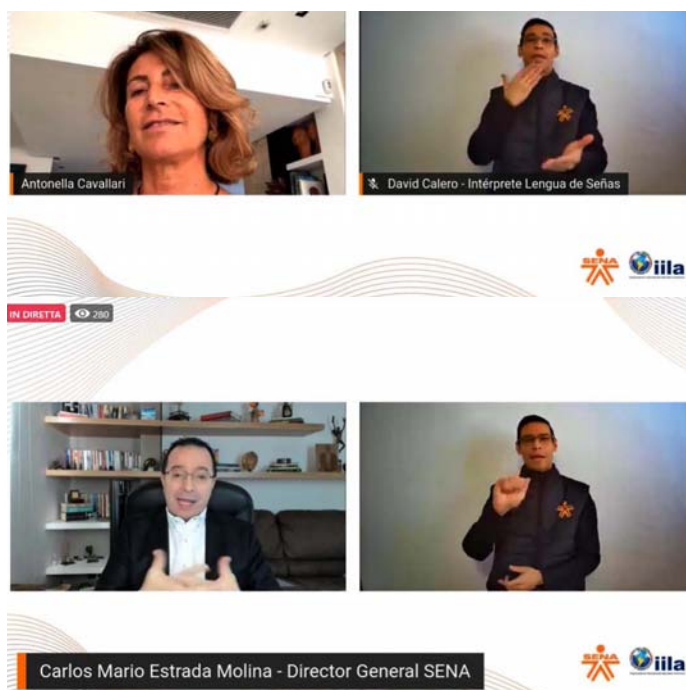 Antonella Cavallari
David Calero - Intérprete Lengua de Señas
SENA
iila
IN DIRETTA
280
Carlos Mario Estrada Molina - Director General SENA
SENA
iila